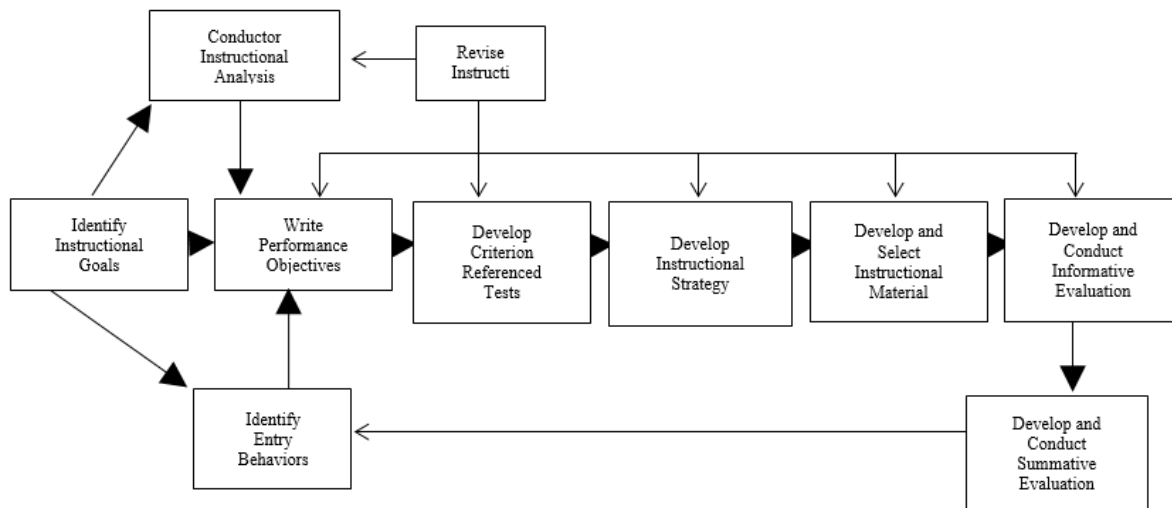 Conductor
Instructional
Analysis
Revise
Instructi
Identify
Instructional
Goals
Write
Performance
Objectives
Develop
Criterion
Referenced
Tests
Develop
Instructional
Strategy
Develop and
Select
Instructional
Material
Develop and
Conduct
Informative
Evaluation
Identify
Entry
Behaviors
Develop and
Conduct
Summative
Evaluation